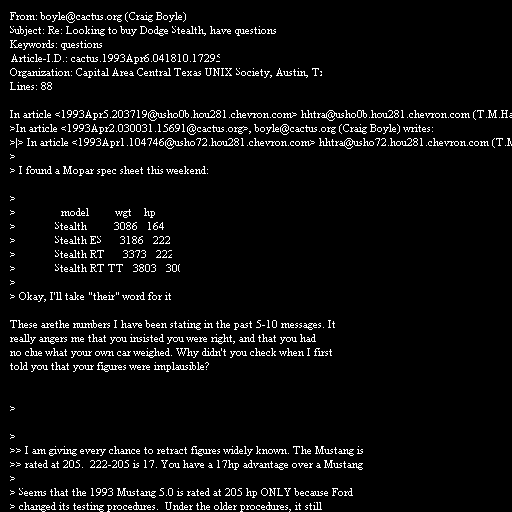 From: boyle@cactus.org (Craig Boyle)
Subject: Re: Looking to buy Dodge Stealth, have questions
Keywords: questions
Article-I.D.: cactus.1993Apr6.041810.17295
Organization: Capital Area Central Texas UNIX Society, Austin, Tx
Lines: 88

In article <1993Apr5.203719@usho0b.hou281.chevron.com> hhtra@usho0b.hou281.chevron.com (T.M.Ha
>In article <1993Apr2.030031.15691@cactus.org>, boyle@cactus.org (Craig Boyle) writes:
>|> In article <1993Apr1.104746@usho72.hou281.chevron.com> hhtra@usho72.hou281.chevron.com (T.M
>
> I found a Mopar spec sheet this weekend:

>
> model wgt hp
> Stealth 3086 164
> Stealth ES 3186 222
> Stealth RT 3373 222
> Stealth RT TT 3803 300
>
> Okay, I'll take "their" word for it

These arethe numbers I have been stating in the past 5-10 messages. It
really angers me that you insisted you were right, and that you had
no clue what your own car weighed. Why didn't you check when I first
told you that your figures were implausible?

>

>
>> I am giving every chance to retract figures widely known. The Mustang is
>> rated at 205. 222-205 is 17. You have a 17hp advantage over a Mustang
>
> Seems that the 1993 Mustang 5.0 is rated at 205 hp ONLY because Ford
> changed its testing procedures. Under the older procedures, it still